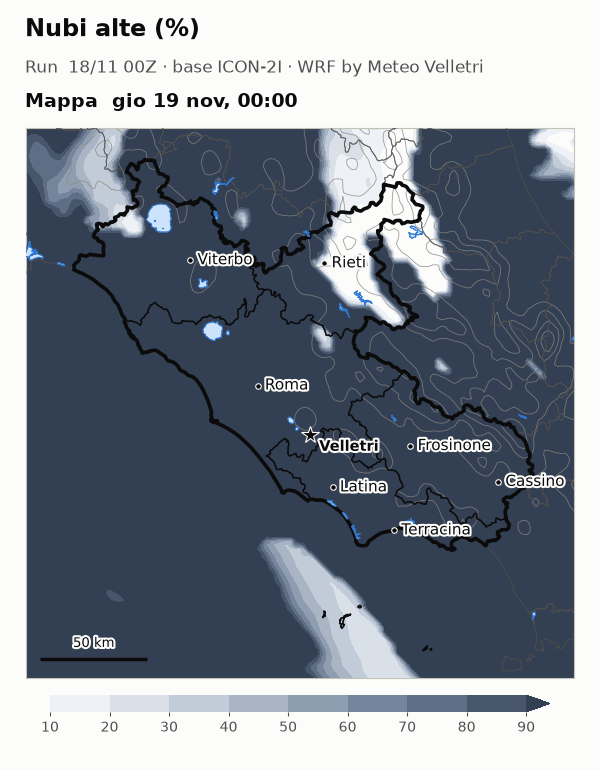 Nubi alte (%)
Run 18/11 00Z · base ICON-2I · WRF by Meteo Velletri
Mappa gio 19 nov, 00:00
Viterbo
Rieti
Roma
Velletri
Frosinone
Latina
Cassino
Terracina
50 km
10 20 30 40 50 60 70 80 90